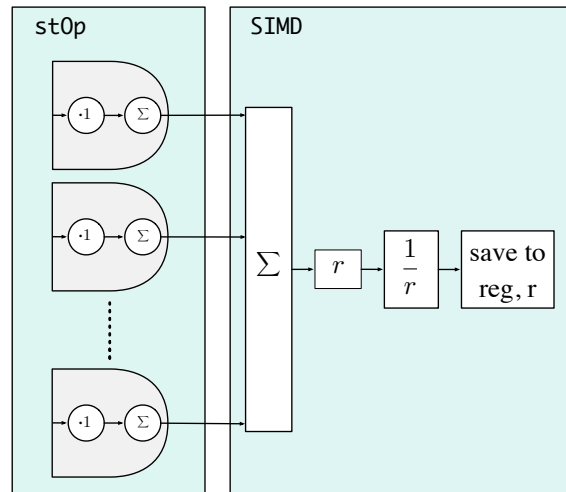 stOp
SIMD
·1 Σ
·1 Σ
·1 Σ
Σ
r
1
r
save to
reg, r